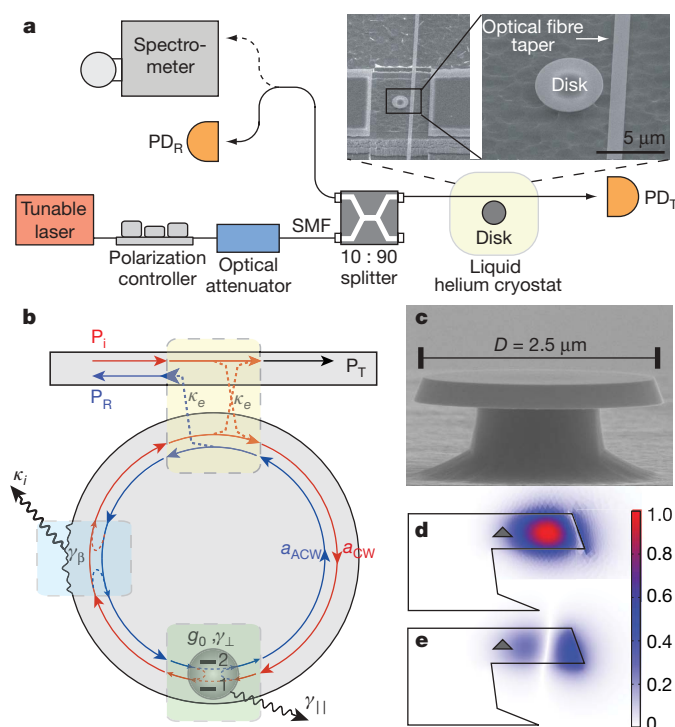 a
Spectro-
meter
PD_R
Tunable
laser
Polarization
controller
Optical
attenuator
SMF
10 : 90
splitter
Disk
Liquid
helium cryostat
PD_T
Optical fibre
taper
Disk
5 μm
b
P_i
P_T
P_R
κ_e
κ_e
κ_i
γ_β
a_ACW
a_CW
g_0 ,γ_⊥
2
1
γ_||
c
D = 2.5 μm
d
e
1.0
0.8
0.6
0.4
0.2
0